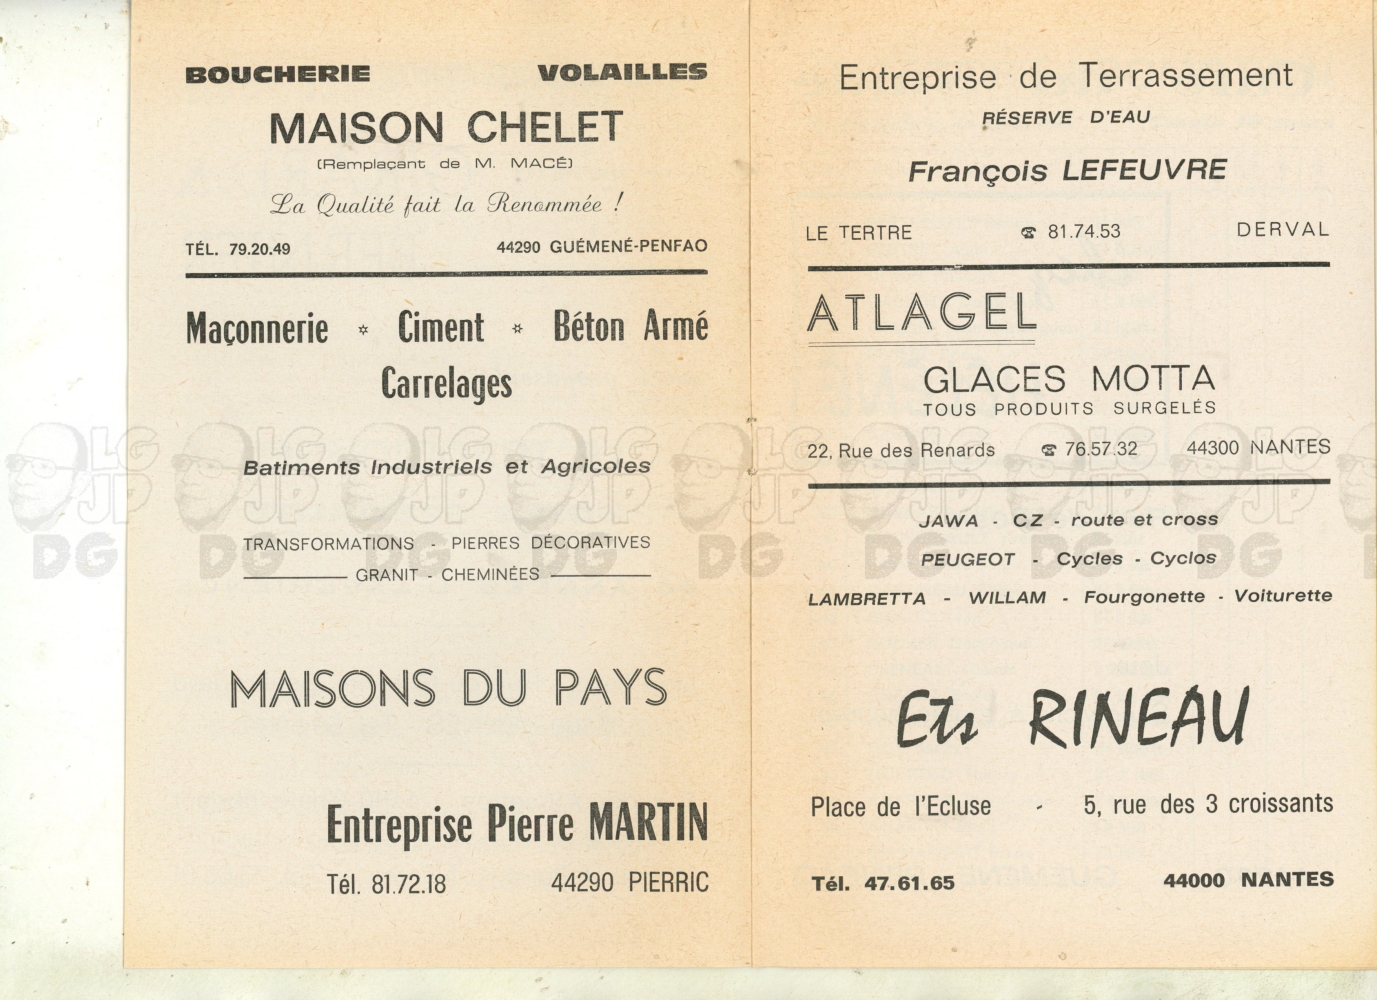 BOUCHERIE VOLAILLES
MAISON CHELET
(Remplaçant de M. MACÉ)
La Qualité fait la Renommée !
TÉL. 79.20.49 44290 GUÉMENÉ-PENFAO
Maçonnerie * Ciment * Béton Armé
Carrelages
Batiments Industriels et Agricoles
TRANSFORMATIONS - PIERRES DÉCORATIVES
GRANIT - CHEMINÉES
MAISONS DU PAYS
Entreprise Pierre MARTIN
Tél. 81.72.18 44290 PIERRIC
Entreprise de Terrassement
RÉSERVE D'EAU
François LEFEUVRE
LE TERTRE ☎ 81.74.53 DERVAL
ATLAGEL
GLACES MOTTA
TOUS PRODUITS SURGELÉS
22, Rue des Renards ☎ 76.57.32 44300 NANTES
JAWA - CZ - route et cross
PEUGEOT - Cycles - Cyclos
LAMBRETTA - WILLAM - Fourgonette - Voiturette
Ets RINEAU
Place de l'Ecluse - 5, rue des 3 croissants
Tél. 47.61.65 44000 NANTES
LG JP DG